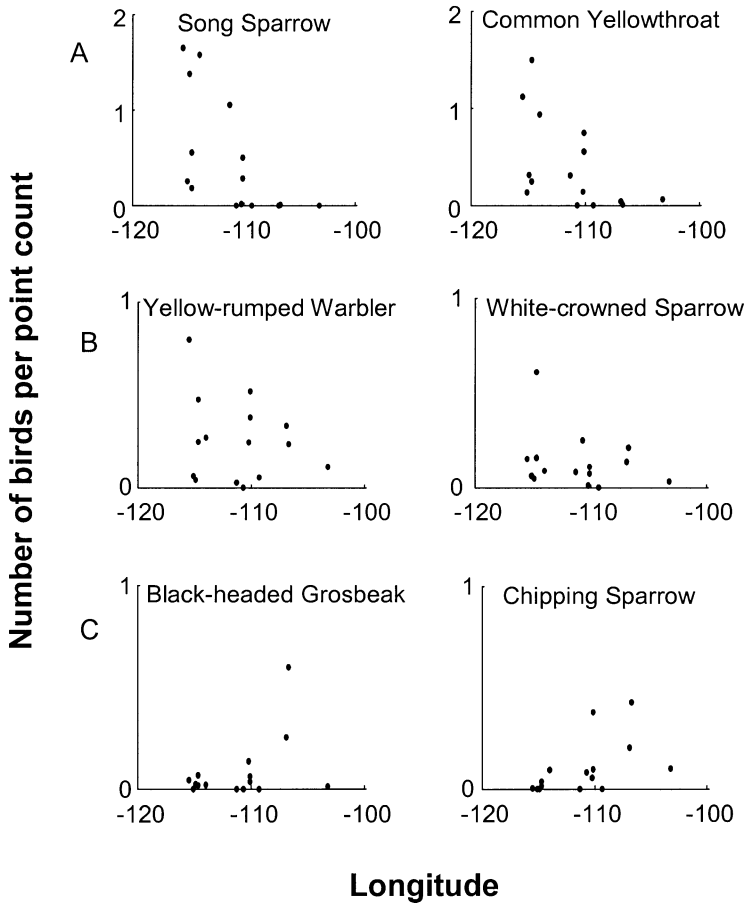 Number of birds per point count
A
Song Sparrow
2
1
0
-120
-110
-100
Common Yellowthroat
2
1
0
-120
-110
-100
B
Yellow-rumped Warbler
1
0
-120
-110
-100
White-crowned Sparrow
1
0
-120
-110
-100
C
Black-headed Grosbeak
1
0
-120
-110
-100
Chipping Sparrow
1
0
-120
-110
-100
Longitude